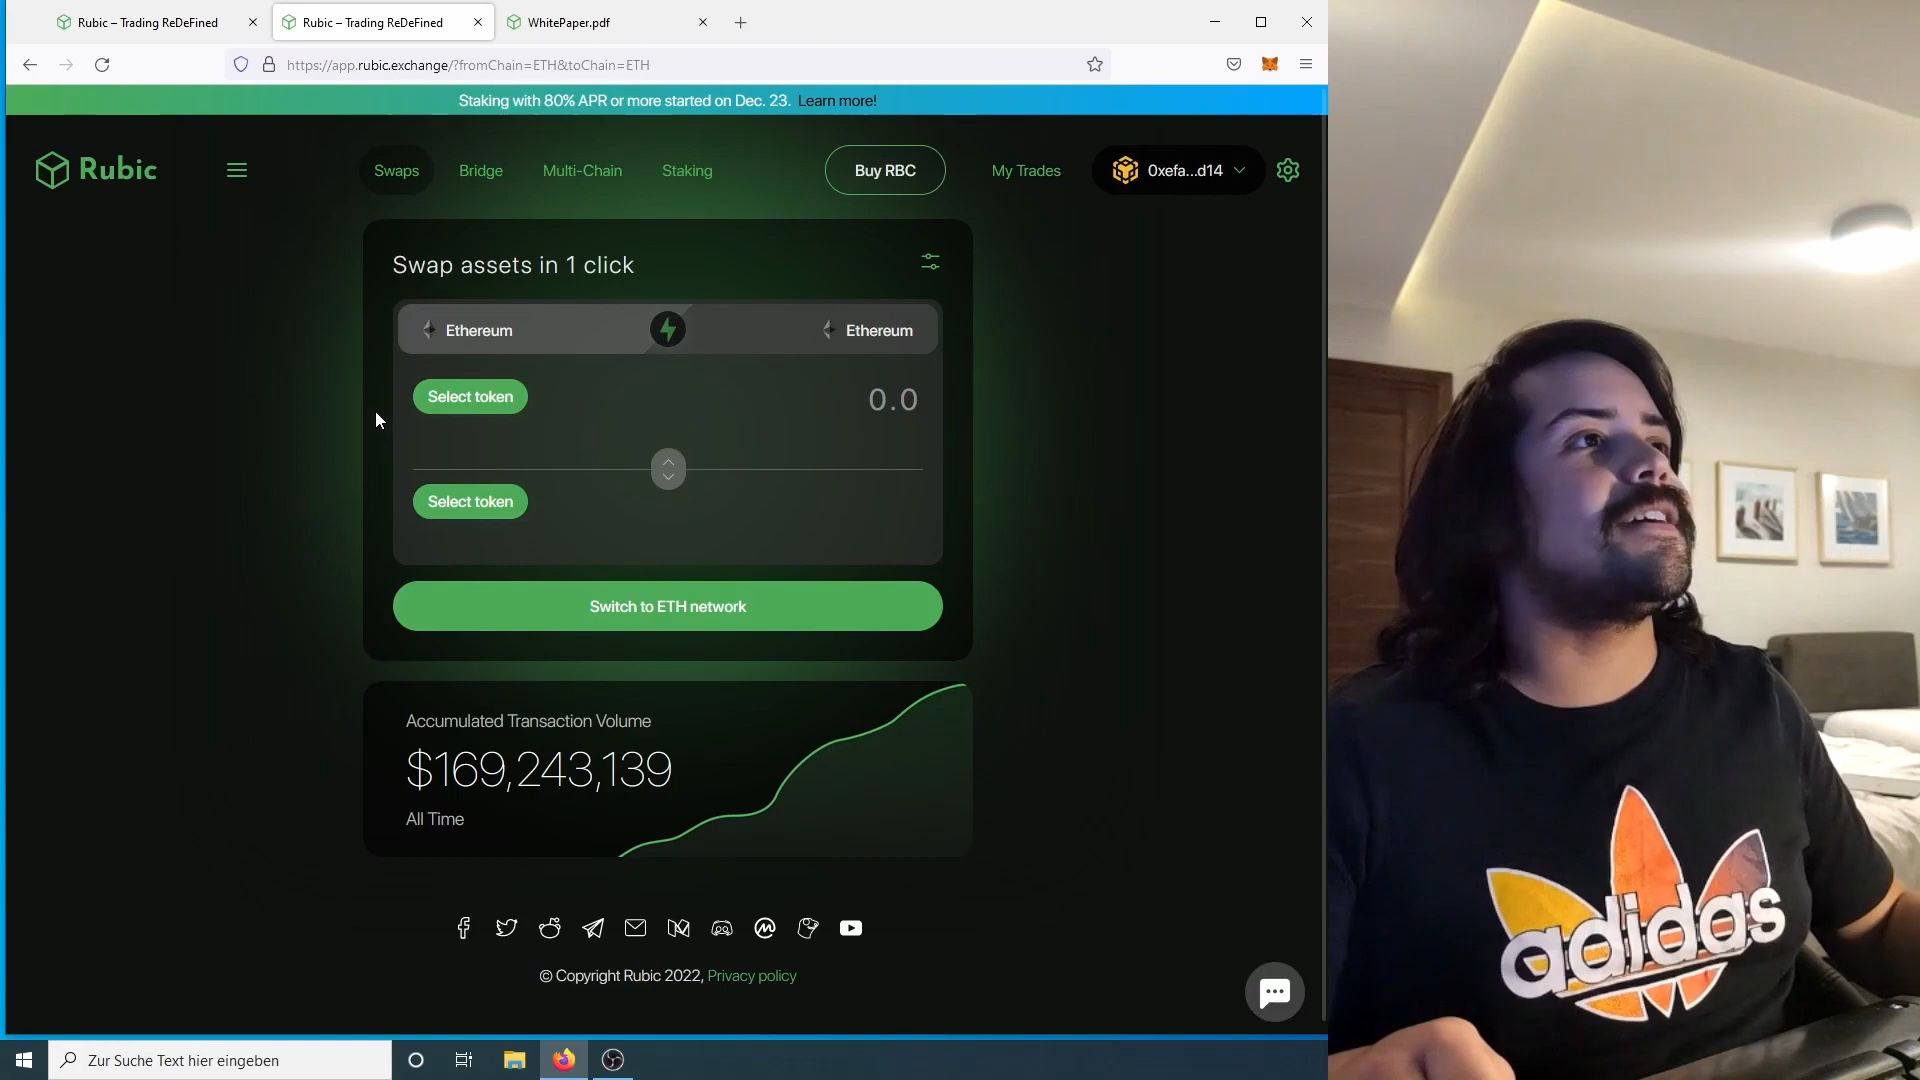 Rubic – Trading ReDeFined
Rubic – Trading ReDeFined
WhitePaper.pdf
https://app.rubic.exchange/?fromChain=ETH&toChain=ETH
Staking with 80% APR or more started on Dec. 23. Learn more!
Rubic
Swaps
Bridge
Multi-Chain
Staking
Buy RBC
My Trades
0xefa...d14
Swap assets in 1 click
Ethereum
Ethereum
Select token
0.0
Select token
Switch to ETH network
Accumulated Transaction Volume
$169,243,139
All Time
© Copyright Rubic 2022, Privacy policy
Zur Suche Text hier eingeben
adidas